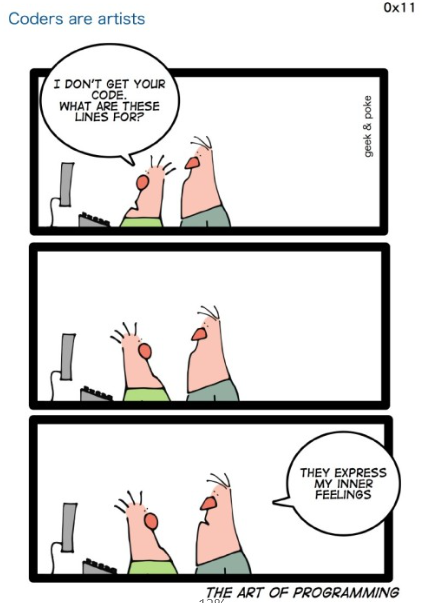 Coders are artists
0x11
I DON'T GET YOUR
CODE.
WHAT ARE THESE
LINES FOR?
geek & poke
THEY EXPRESS
MY INNER
FEELINGS
THE ART OF PROGRAMMING